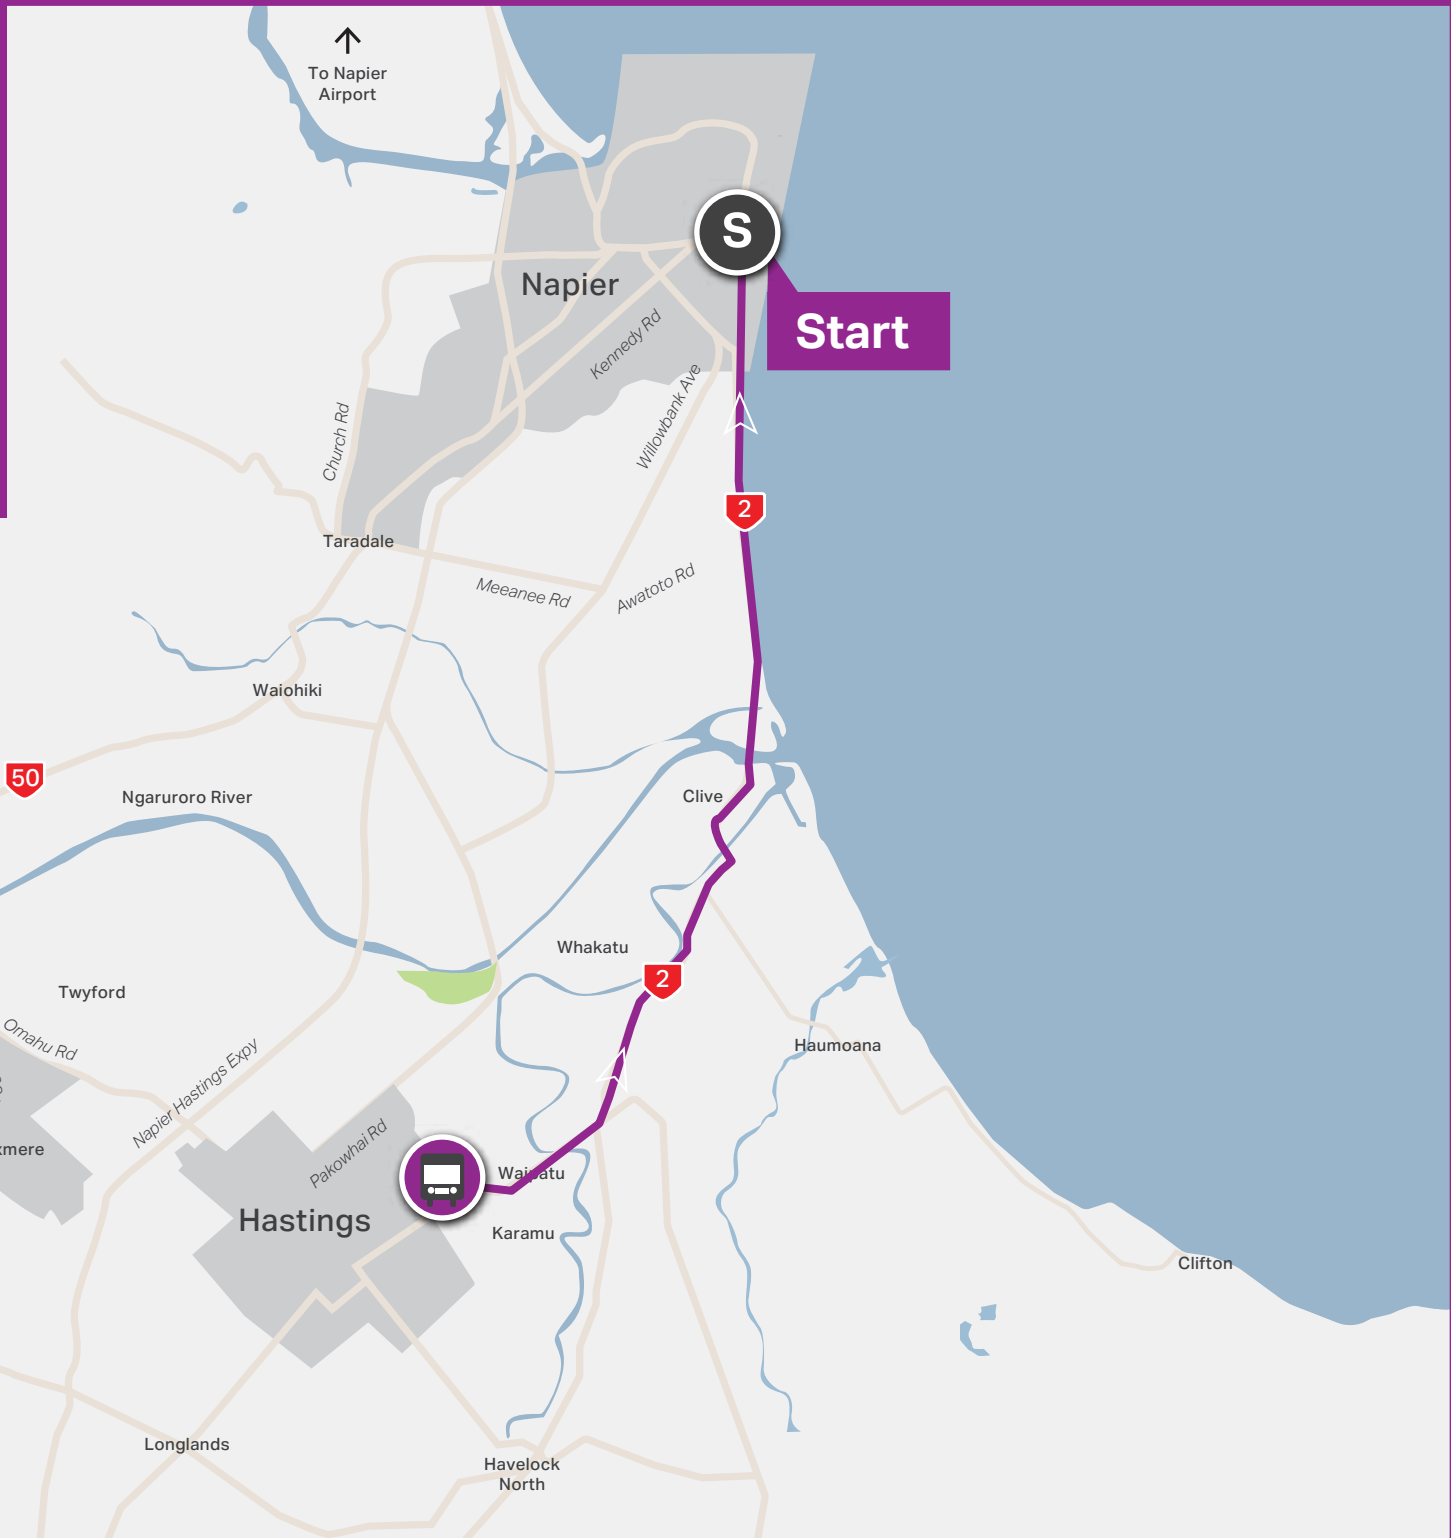 To Napier
Airport
S
Napier
Start
Kennedy Rd
Willowbank Ave
Church Rd
2
Taradale
Meeanee Rd
Awatoto Rd
Waiohiki
50
Ngaruroro River
Clive
Whakatu
2
Twyford
Omahu Rd
Napier Hastings Expy
Haumoana
Pakowhai Rd
xmere
Waipatu
Hastings
Karamu
Clifton
Longlands
Havelock
North